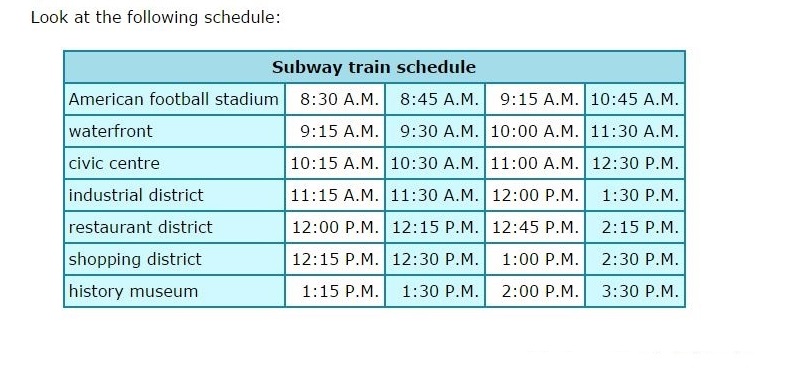 Look at the following schedule:
Subway train schedule
American football stadium 8:30 A.M. 8:45 A.M. 9:15 A.M. 10:45 A.M.
waterfront 9:15 A.M. 9:30 A.M. 10:00 A.M. 11:30 A.M.
civic centre 10:15 A.M. 10:30 A.M. 11:00 A.M. 12:30 P.M.
industrial district 11:15 A.M. 11:30 A.M. 12:00 P.M. 1:30 P.M.
restaurant district 12:00 P.M. 12:15 P.M. 12:45 P.M. 2:15 P.M.
shopping district 12:15 P.M. 12:30 P.M. 1:00 P.M. 2:30 P.M.
history museum 1:15 P.M. 1:30 P.M. 2:00 P.M. 3:30 P.M.